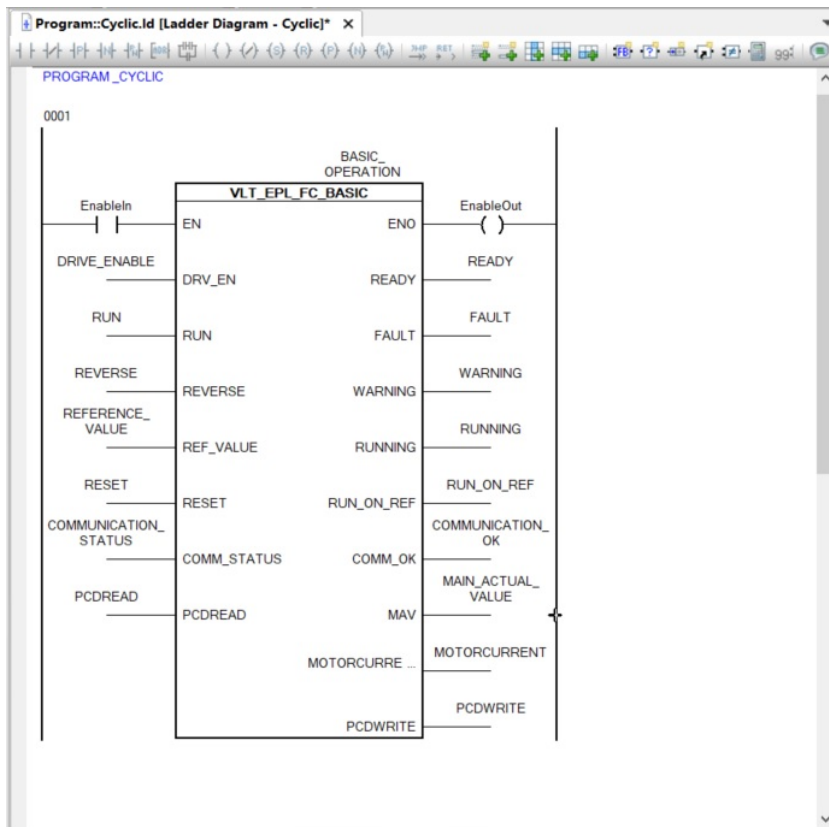 Program::Cyclic.ld [Ladder Diagram - Cyclic]*
PROGRAM _CYCLIC
0001
BASIC_
OPERATION
VLT_EPL_FC_BASIC
EnableIn
EN
ENO
EnableOut
DRIVE_ENABLE
DRV_EN
READY
READY
RUN
RUN
FAULT
FAULT
REVERSE
REVERSE
WARNING
WARNING
REFERENCE_
VALUE
REF_VALUE
RUNNING
RUNNING
RESET
RESET
RUN_ON_REF
RUN_ON_REF
COMMUNICATION_
STATUS
COMM_STATUS
COMM_OK
COMMUNICATION_
OK
PCDREAD
PCDREAD
MAV
MAIN_ACTUAL_
VALUE
MOTORCURRE ...
MOTORCURRENT
PCDWRITE
PCDWRITE